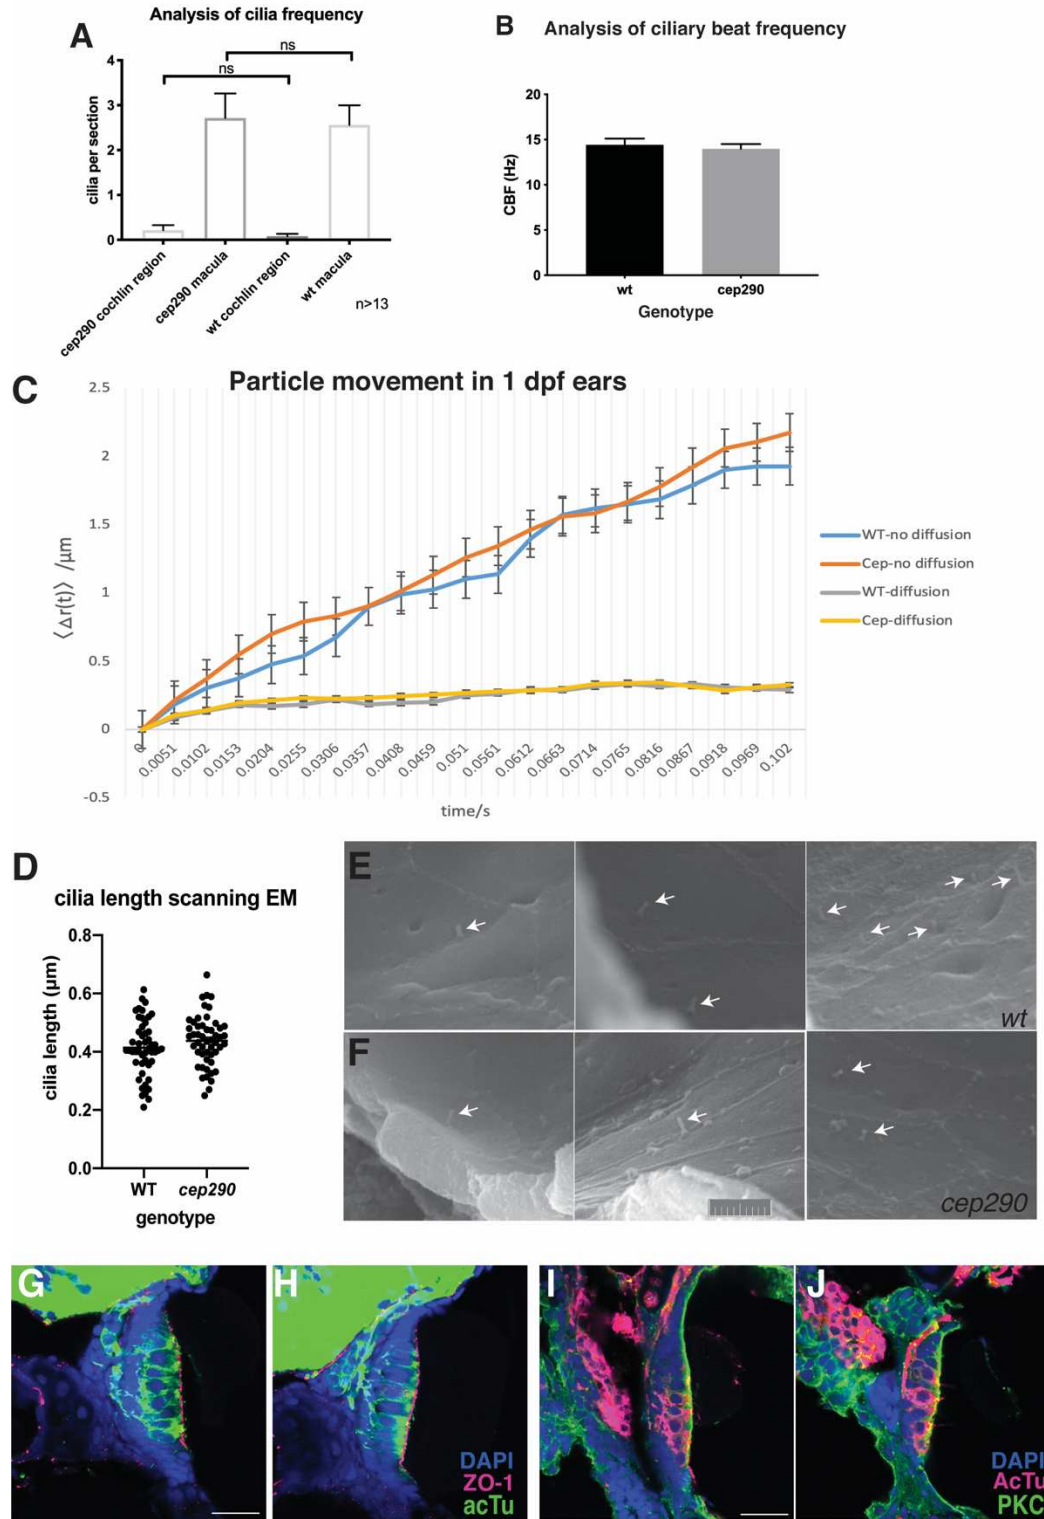 A
Analysis of cilia frequency
ns
ns
4
3
2
1
0
cilia per section
cep290 cochlin region
cep290 macula
wt cochlin region
wt macula
n>13
B
Analysis of ciliary beat frequency
20
15
10
5
0
CBF (Hz)
wt
cep290
Genotype
C
Particle movement in 1 dpf ears
2.5
2
1.5
1
0.5
0
-0.5
⟨Δr(t)⟩ /µm
0
0.0051
0.0102
0.0153
0.0204
0.0255
0.0306
0.0357
0.0408
0.0459
0.051
0.0561
0.0612
0.0663
0.0714
0.0765
0.0816
0.0867
0.0918
0.0969
0.102
time/s
WT-no diffusion
Cep-no diffusion
WT-diffusion
Cep-diffusion
D
cilia length scanning EM
0.8
0.6
0.4
0.2
0.0
cilia length (µm)
WT
cep290
genotype
E
wt
F
cep290
G
H
DAPI
ZO-1
acTu
I
J
DAPI
AcTu
PKC